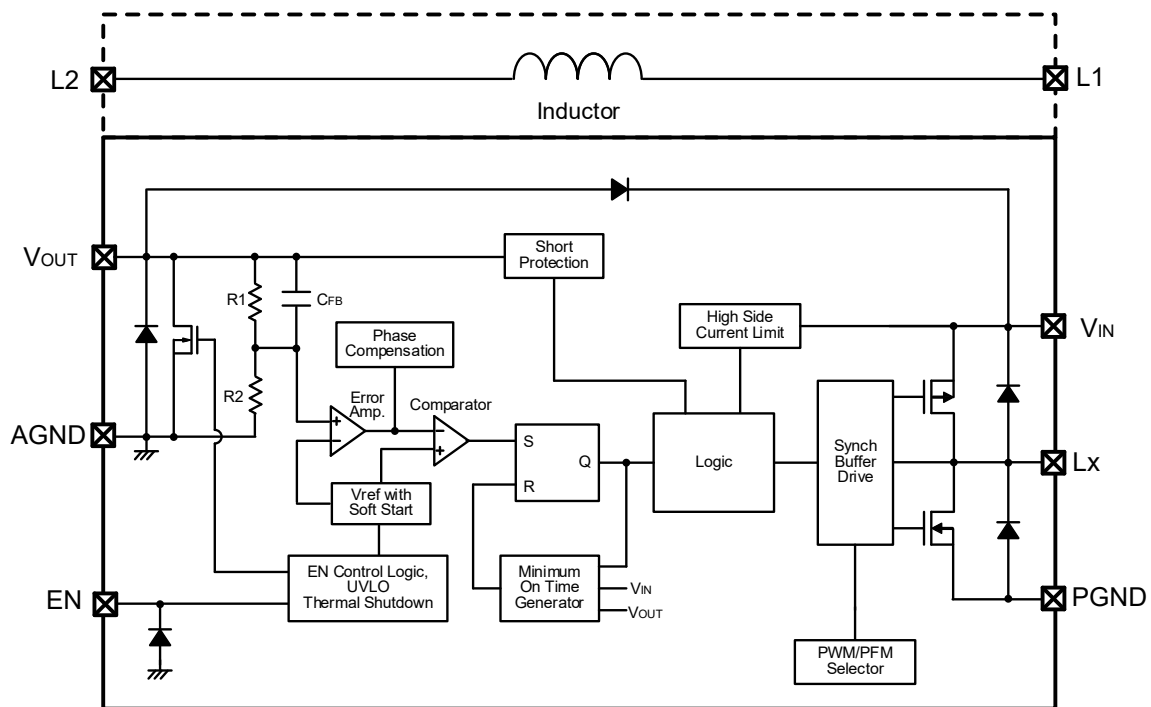 L2
L1
Inductor
VOUT
Short
Protection
R1
CFB
Phase
Compensation
High Side
Current Limit
VIN
R2
Error
Amp.
Comparator
+
−
−
+
AGND
S
Q
R
Logic
Synch
Buffer
Drive
Lx
Vref with
Soft Start
EN Control Logic,
UVLO
Thermal Shutdown
Minimum
On Time
Generator
VIN
VOUT
EN
PGND
PWM/PFM
Selector